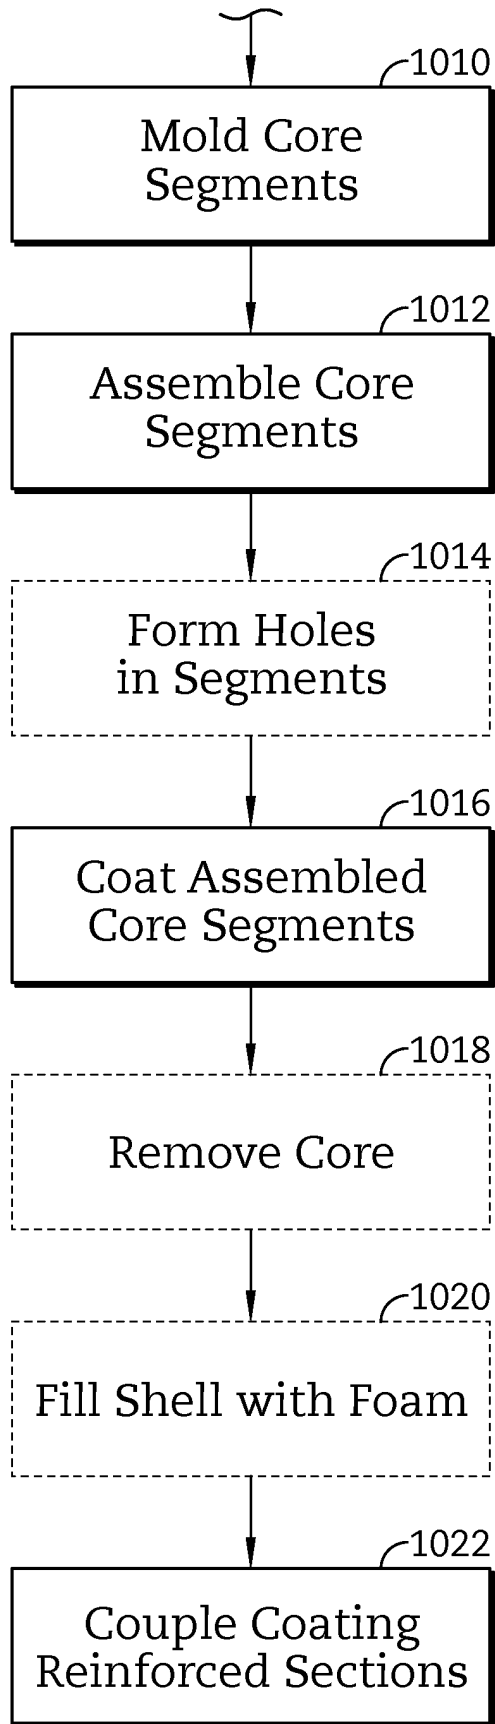 1010
Mold Core
Segments
1012
Assemble Core
Segments
1014
Form Holes
in Segments
1016
Coat Assembled
Core Segments
1018
Remove Core
1020
Fill Shell with Foam
1022
Couple Coating
Reinforced Sections